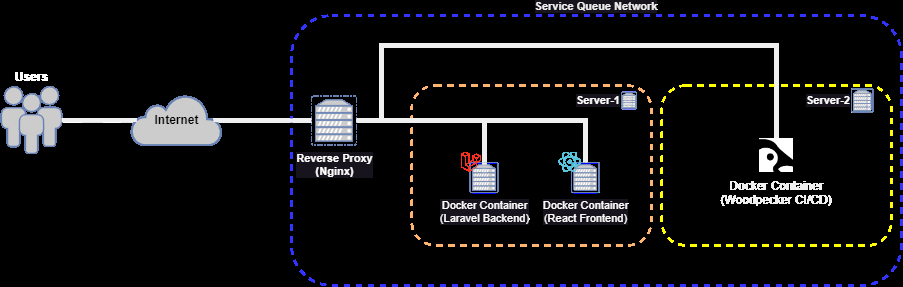 Service Queue Network
Users
Internet
Reverse Proxy
(Nginx)
Server-1
Docker Container
(Laravel Backend)
Docker Container
(React Frontend)
Server-2
Docker Container
(Woodpecker CI/CD)